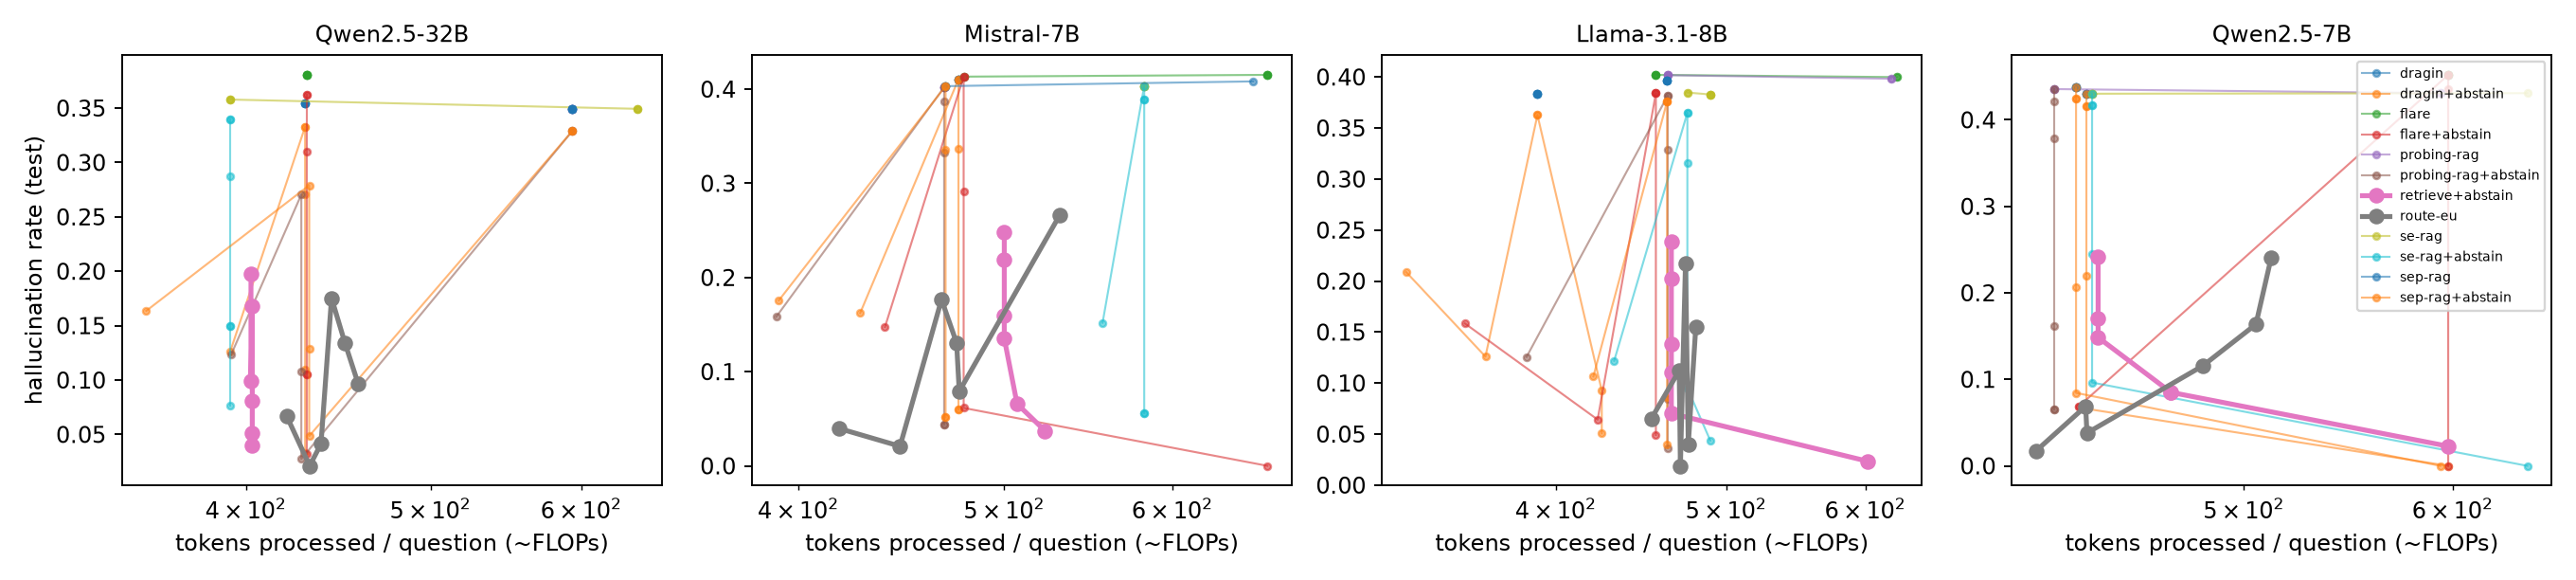 Qwen2.5-32B
hallucination rate (test)
0.35
0.30
0.25
0.20
0.15
0.10
0.05
4 × 10²
5 × 10²
6 × 10²
tokens processed / question (~FLOPs)
Mistral-7B
0.4
0.3
0.2
0.1
0.0
4 × 10²
5 × 10²
6 × 10²
tokens processed / question (~FLOPs)
Llama-3.1-8B
0.40
0.35
0.30
0.25
0.20
0.15
0.10
0.05
0.00
4 × 10²
5 × 10²
6 × 10²
tokens processed / question (~FLOPs)
Qwen2.5-7B
0.4
0.3
0.2
0.1
0.0
5 × 10²
6 × 10²
tokens processed / question (~FLOPs)
dragin
dragin+abstain
flare
flare+abstain
probing-rag
probing-rag+abstain
retrieve+abstain
route-eu
se-rag
se-rag+abstain
sep-rag
sep-rag+abstain